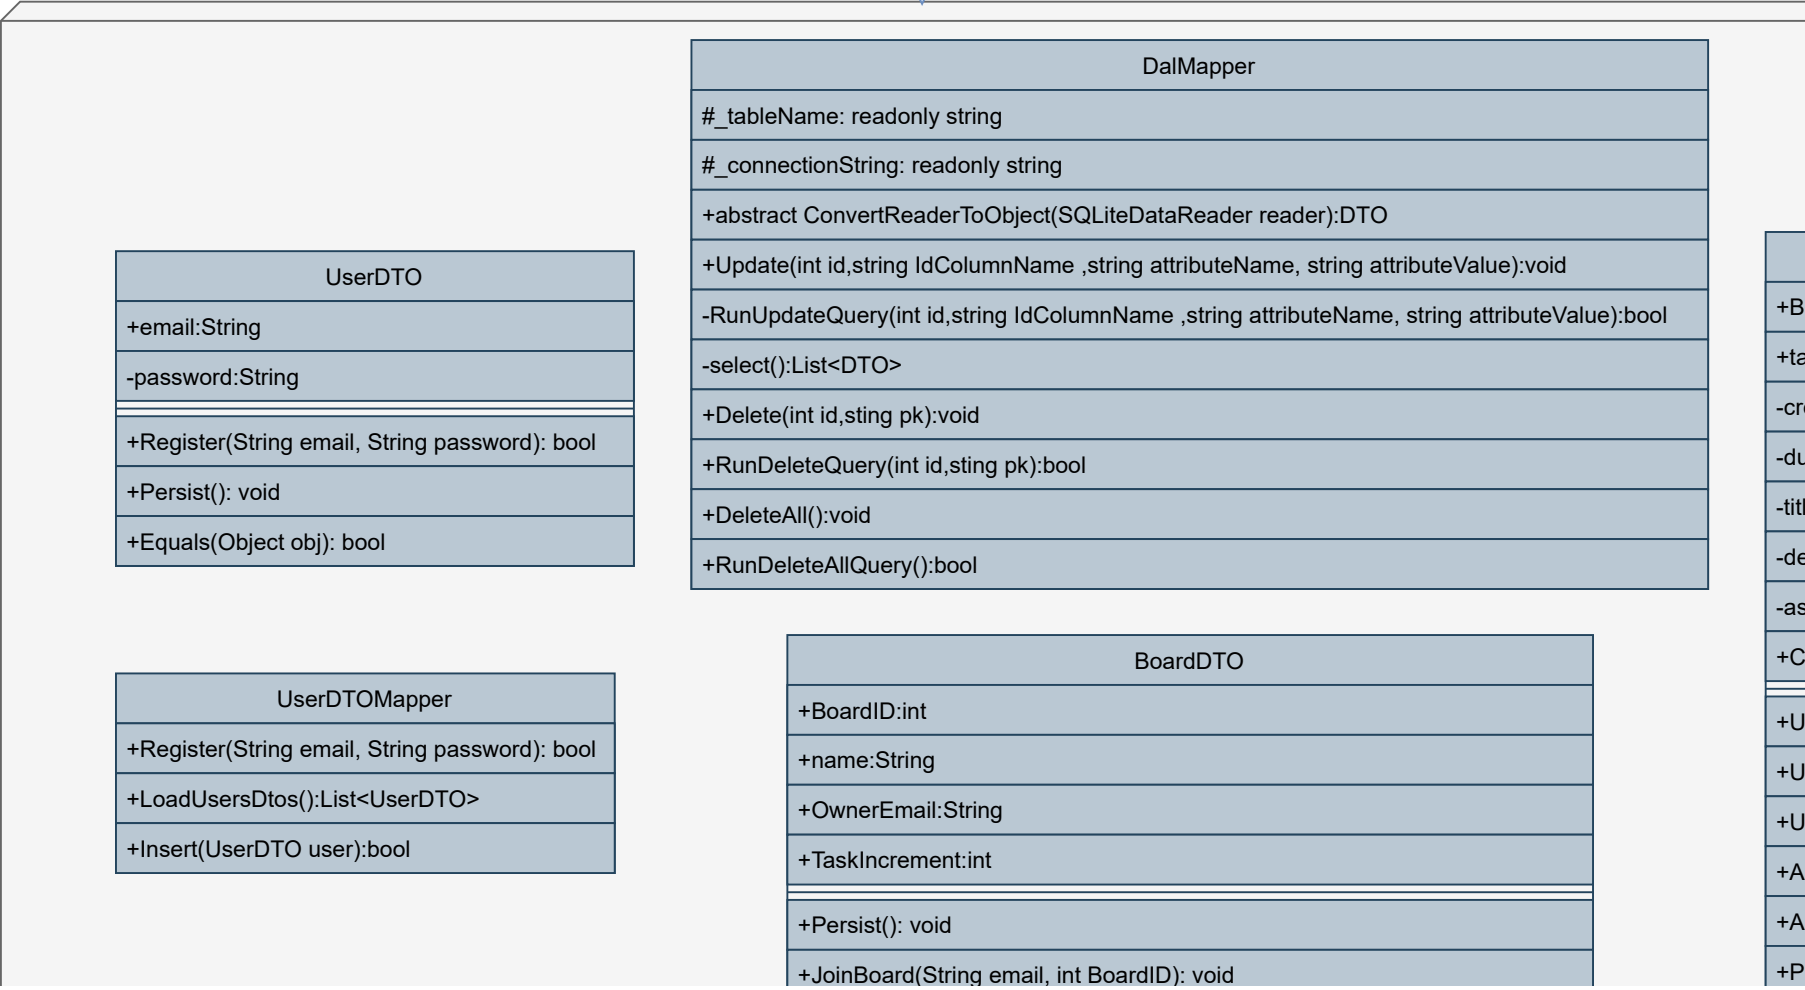 DalMapper
#_tableName: readonly string
#_connectionString: readonly string
+abstract ConvertReaderToObject(SQLiteDataReader reader):DTO
+Update(int id,string IdColumnName ,string attributeName, string attributeValue):void
-RunUpdateQuery(int id,string IdColumnName ,string attributeName, string attributeValue):bool
-select():List<DTO>
+Delete(int id,sting pk):void
+RunDeleteQuery(int id,sting pk):bool
+DeleteAll():void
+RunDeleteAllQuery():bool
UserDTO
+email:String
-password:String
+Register(String email, String password): bool
+Persist(): void
+Equals(Object obj): bool
UserDTOMapper
+Register(String email, String password): bool
+LoadUsersDtos():List<UserDTO>
+Insert(UserDTO user):bool
BoardDTO
+BoardID:int
+name:String
+OwnerEmail:String
+TaskIncrement:int
+Persist(): void
+JoinBoard(String email, int BoardID): void